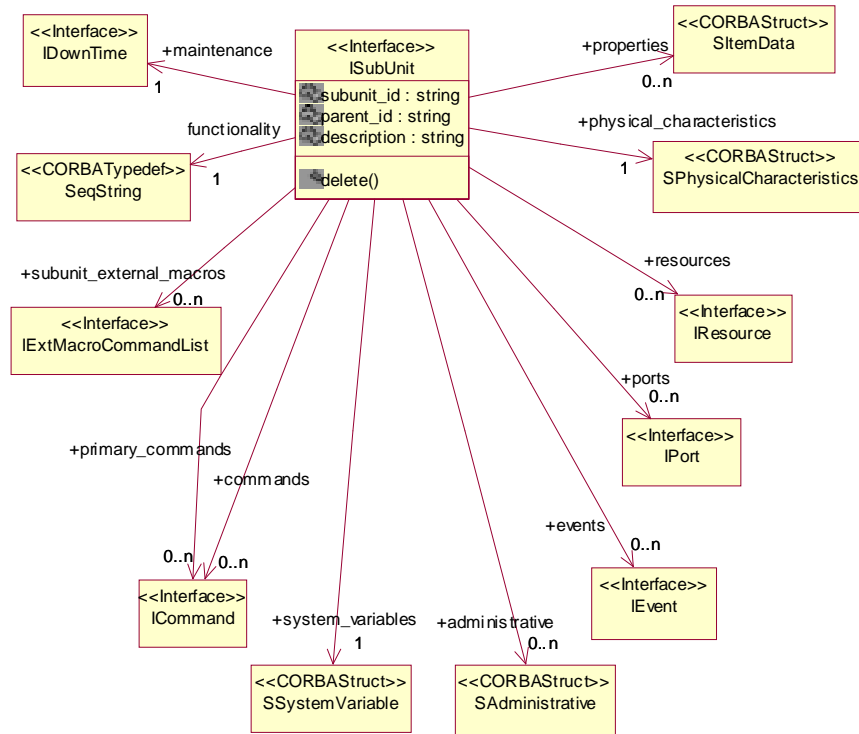 <<Interface>>
IDownTime
+maintenance
1
<<Interface>>
ISubUnit
subunit_id : string
parent_id : string
description : string
delete()
+properties
0..n
<<CORBAStruct>>
SItemData
functionality
1
<<CORBATypedef>>
SeqString
+physical_characteristics
1
<<CORBAStruct>>
SPhysicalCharacteristics
+subunit_external_macros
0..n
<<Interface>>
IExtMacroCommandList
+resources
0..n
<<Interface>>
IResource
+ports
0..n
<<Interface>>
IPort
+primary_commands
0..n
+commands
0..n
<<Interface>>
ICommand
+events
0..n
<<Interface>>
IEvent
+system_variables
1
<<CORBAStruct>>
SSystemVariable
+administrative
0..n
<<CORBAStruct>>
SAdministrative